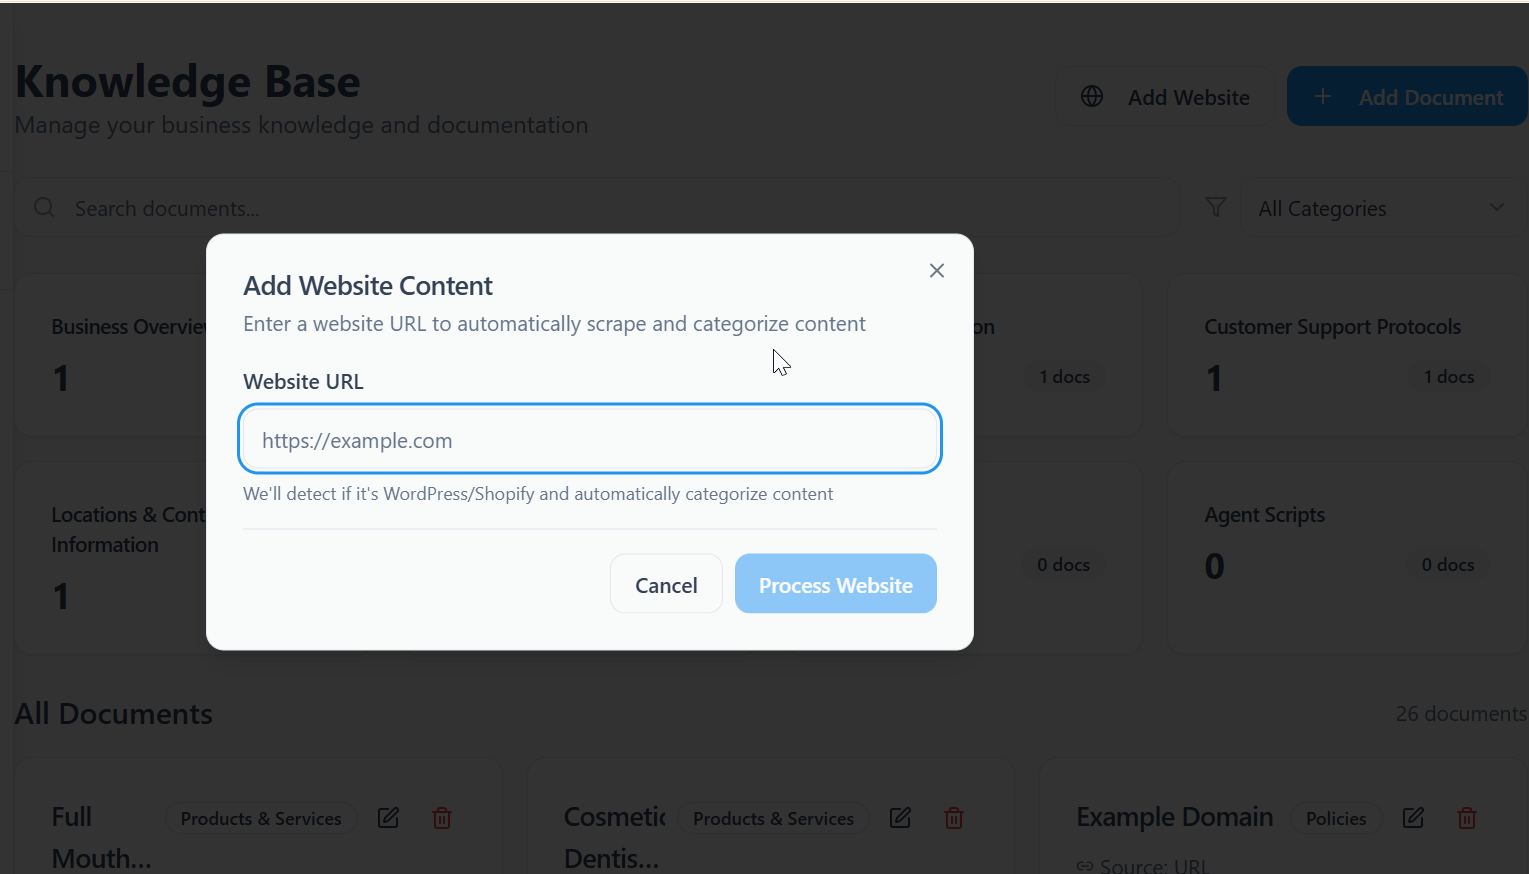 Knowledge Base
Manage your business knowledge and documentation
Add Website
Add Document
Search documents...
All Categories
Add Website Content
Enter a website URL to automatically scrape and categorize content
Website URL
https://example.com
We'll detect if it's WordPress/Shopify and automatically categorize content
Cancel
Process Website
Business
1
1 docs
Customer Support Protocols
1
1 docs
Locations &
Information
1
0 docs
Agent Scripts
0
0 docs
All Documents
26 documents
Full
Mouth...
Products & Services
Dentis...
Products & Services
Example Domain
Policies
Source: URL